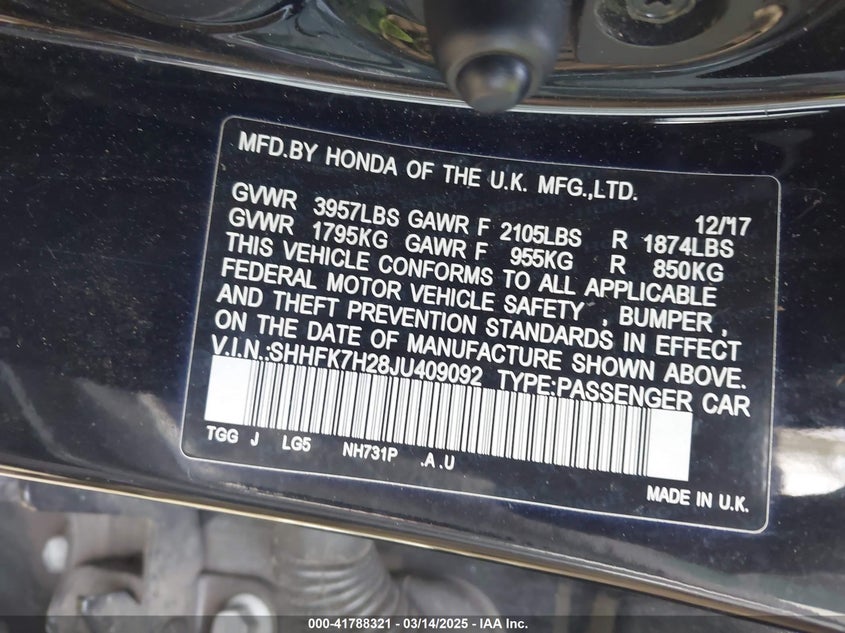 MFD.BY HONDA OF THE U.K. MFG.,LTD.
12/'17
GVWR 3957LBS GAWR F 2105LBS R 1874LBS
GVWR 1795KG GAWR F 955KG R 850KG
THIS VEHICLE CONFORMS TO ALL APPLICABLE
FEDERAL MOTOR VEHICLE SAFETY , BUMPER ,
AND THEFT PREVENTION STANDARDS IN EFFECT
ON THE DATE OF MANUFACTURE SHOWN ABOVE.
V.I.N.:SHHFK7H28JU409092 TYPE:PASSENGER CAR
TGG J LG5 NH731P .A .U
MADE IN U.K.
000-41788321 / 03/14/2025 - IAA Inc.